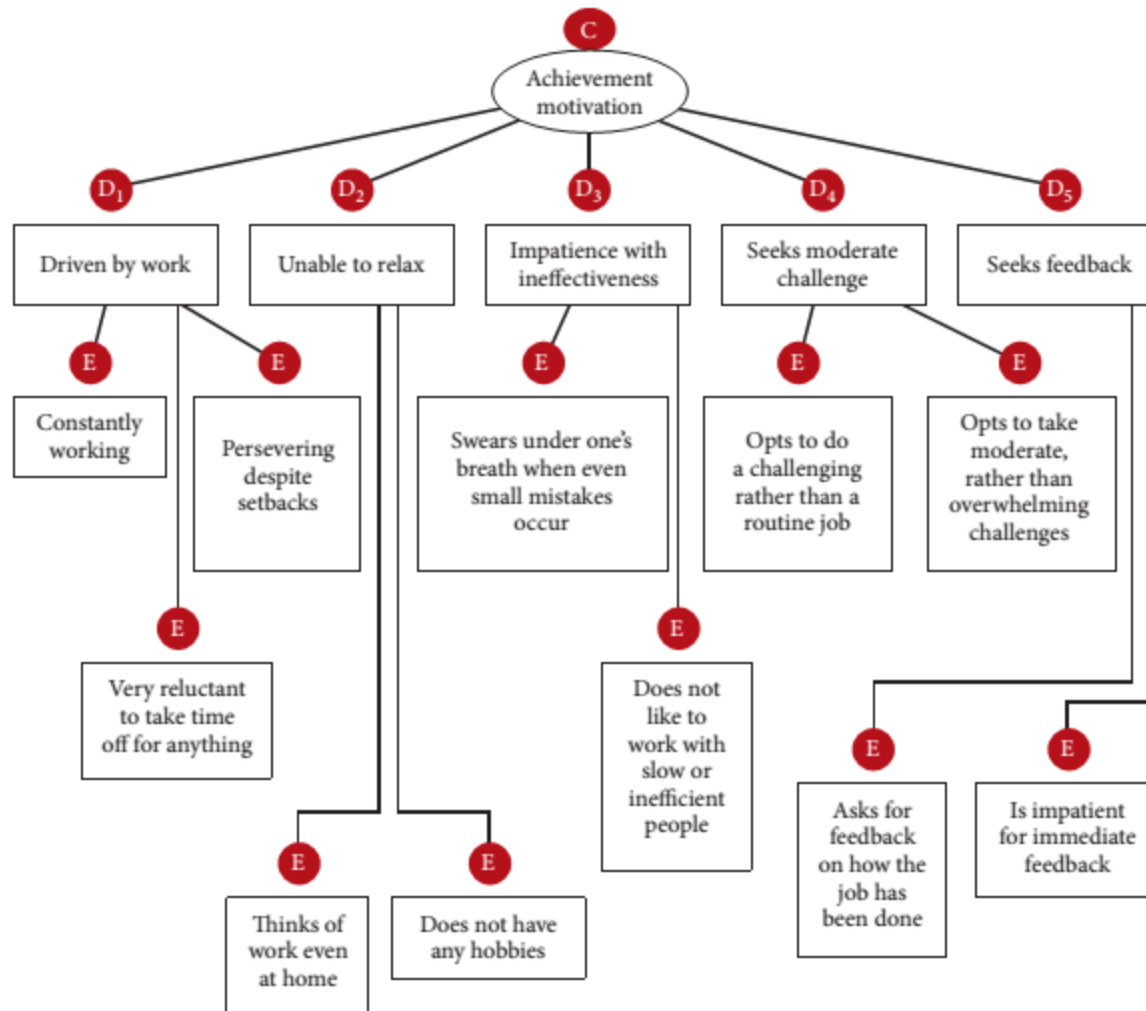 C
Achievement
motivation
D1
D2
D3
D4
D5
Driven by work
Unable to relax
Impatience with
ineffectiveness
Seeks moderate
challenge
Seeks feedback
E
E
E
E
E
Constantly
working
Persevering
despite
setbacks
Swears under one's
breath when even
small mistakes
occur
Opts to do
a challenging
rather than a
routine job
Opts to take
moderate,
rather than
overwhelming
challenges
E
E
Very reluctant
to take time
off for anything
Does not
like to
work with
slow or
inefficient
people
E
E
Asks for
feedback
on how the
job has
been done
Is impatient
for immediate
feedback
E
E
Thinks of
work even
at home
Does not have
any hobbies